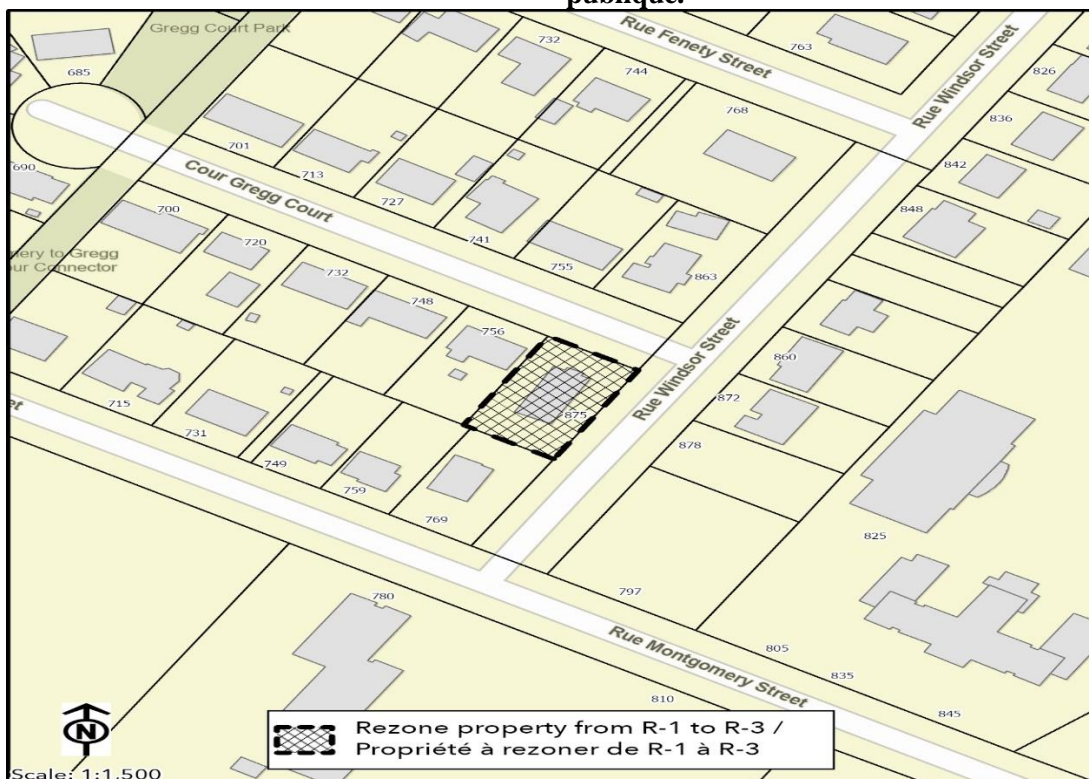 publique.
Gregg Court Park
685
732
Rue Fenety Street
763
744
Rue Windsor Street
826
768
836
701
713
842
690
727
Cour Gregg Court
848
700
741
720
755
863
nery to Gregg
our Connector
732
748
756
Rue Windsor Street
860
875
872
715
878
731
749
759
769
825
780
797
Rue Montgomery Street
805
835
810
845
N
Rezone property from R-1 to R-3 /
Propriété à rezoner de R-1 à R-3
Scale: 1:1,500